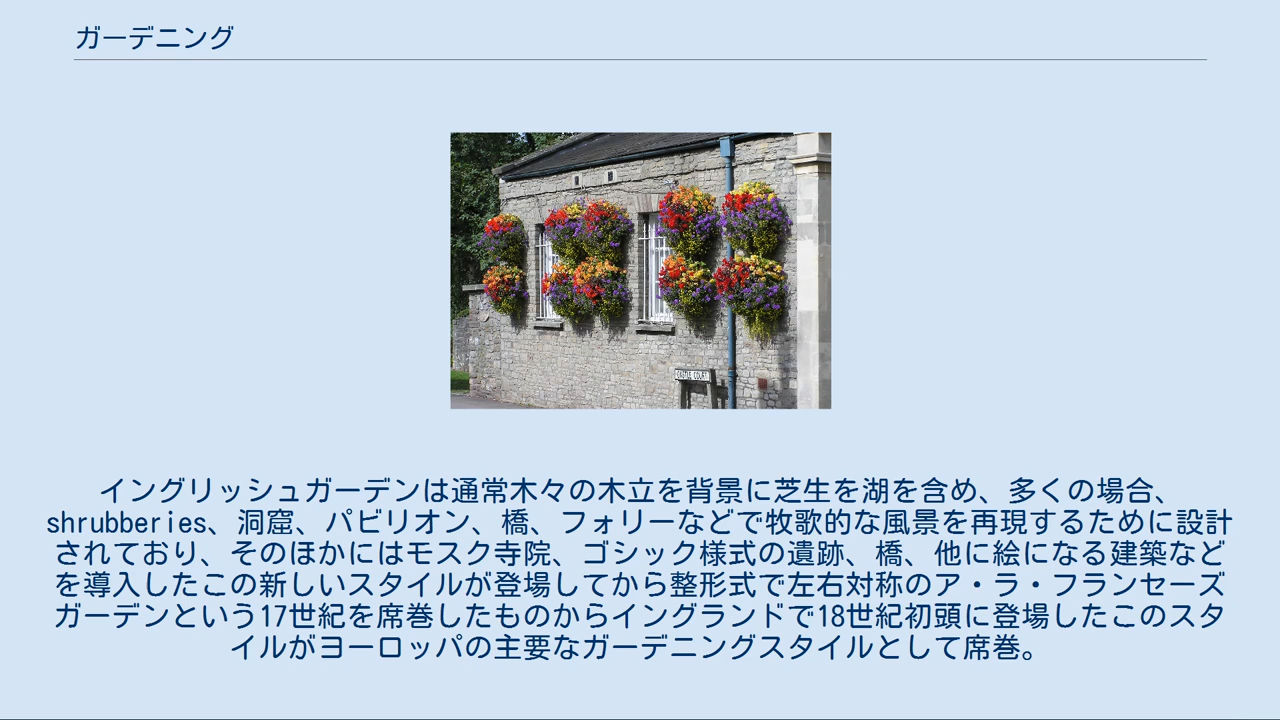 ガーデニング
CASTLE COURT
イングリッシュガーデンは通常木々の木立を背景に芝生を湖を含め、多くの場合、
shrubberies、洞窟、パビリオン、橋、フォリーなどで牧歌的な風景を再現するために設計
されており、そのほかにはモスク寺院、ゴシック様式の遺跡、橋、他に絵になる建築など
を導入したこの新しいスタイルが登場してから整形式で左右対称のア・ラ・フランセーズ
ガーデンという17世紀を席巻したものからイングランドで18世紀初頭に登場したこのスタ
イルがヨーロッパの主要なガーデニングスタイルとして席巻。